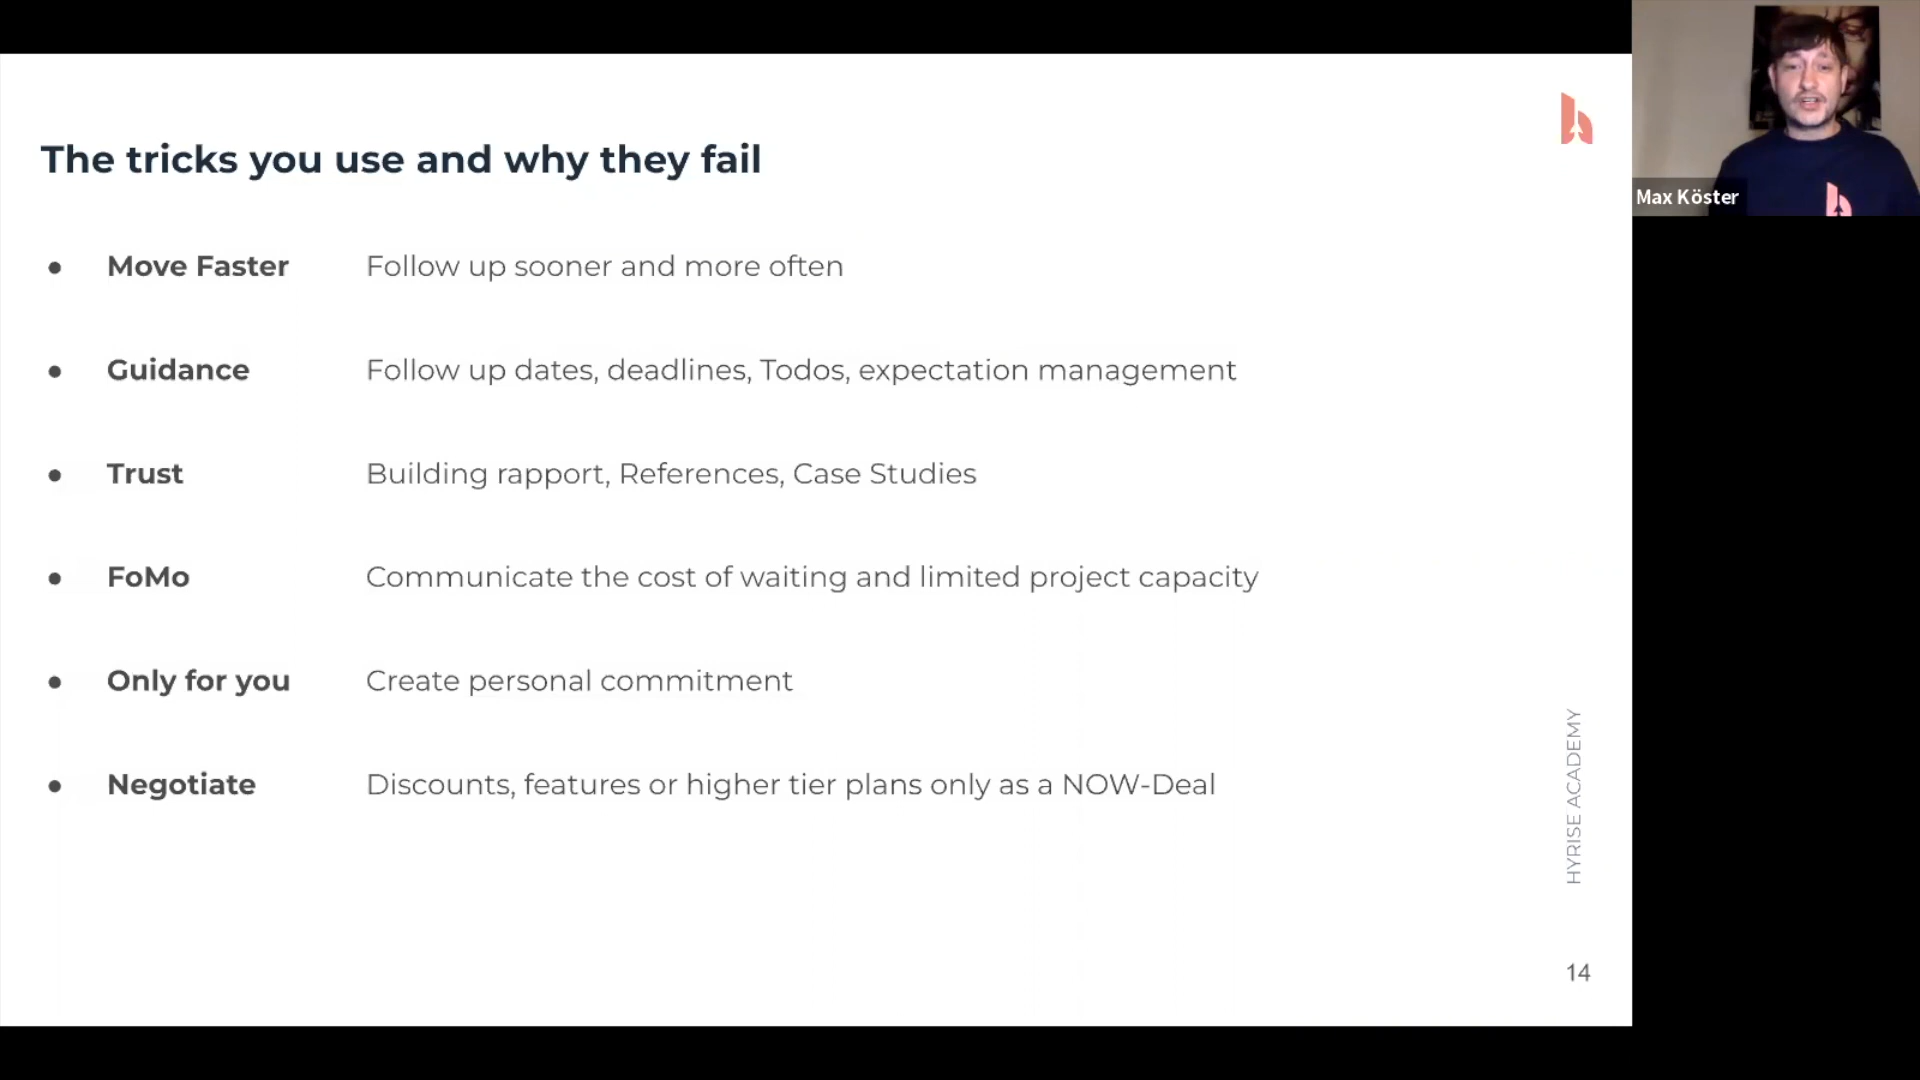 The tricks you use and why they fail
● Move Faster Follow up sooner and more often
● Guidance Follow up dates, deadlines, Todos, expectation management
● Trust Building rapport, References, Case Studies
● FoMo Communicate the cost of waiting and limited project capacity
● Only for you Create personal commitment
● Negotiate Discounts, features or higher tier plans only as a NOW-Deal
HYRISE ACADEMY
14
Max Köster